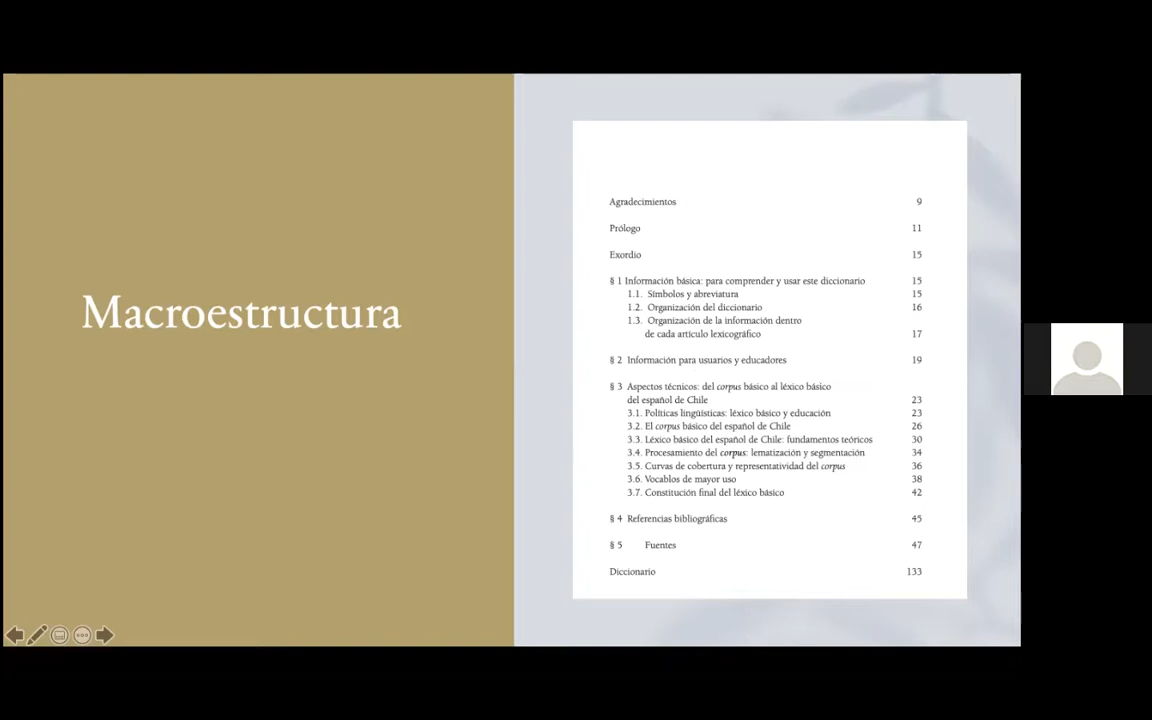 Macroestructura
Agradecimientos 9
Prólogo 11
Exordio 15
§ 1 Información básica: para comprender y usar este diccionario 15
1.1. Símbolos y abreviatura 15
1.2. Organización del diccionario 16
1.3. Organización de la información dentro
de cada artículo lexicográfico 17
§ 2 Información para usuarios y educadores 19
§ 3 Aspectos técnicos: del corpus básico al léxico básico
del español de Chile 23
3.1. Políticas lingüísticas: léxico básico y educación 23
3.2. El corpus básico del español de Chile 26
3.3. Léxico básico del español de Chile: fundamentos teóricos 30
3.4. Procesamiento del corpus: lematización y segmentación 34
3.5. Curvas de cobertura y representatividad del corpus 36
3.6. Vocablos de mayor uso 38
3.7. Constitución final del léxico básico 42
§ 4 Referencias bibliográficas 45
§ 5 Fuentes 47
Diccionario 133